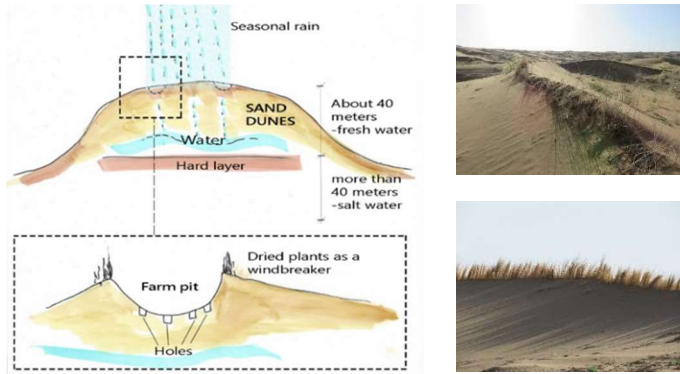 Seasonal rain
SAND
DUNES
About 40
meters
-fresh water
Water
Hard layer
more than
40 meters
-salt water
Dried plants as a
windbreaker
Farm pit
Holes